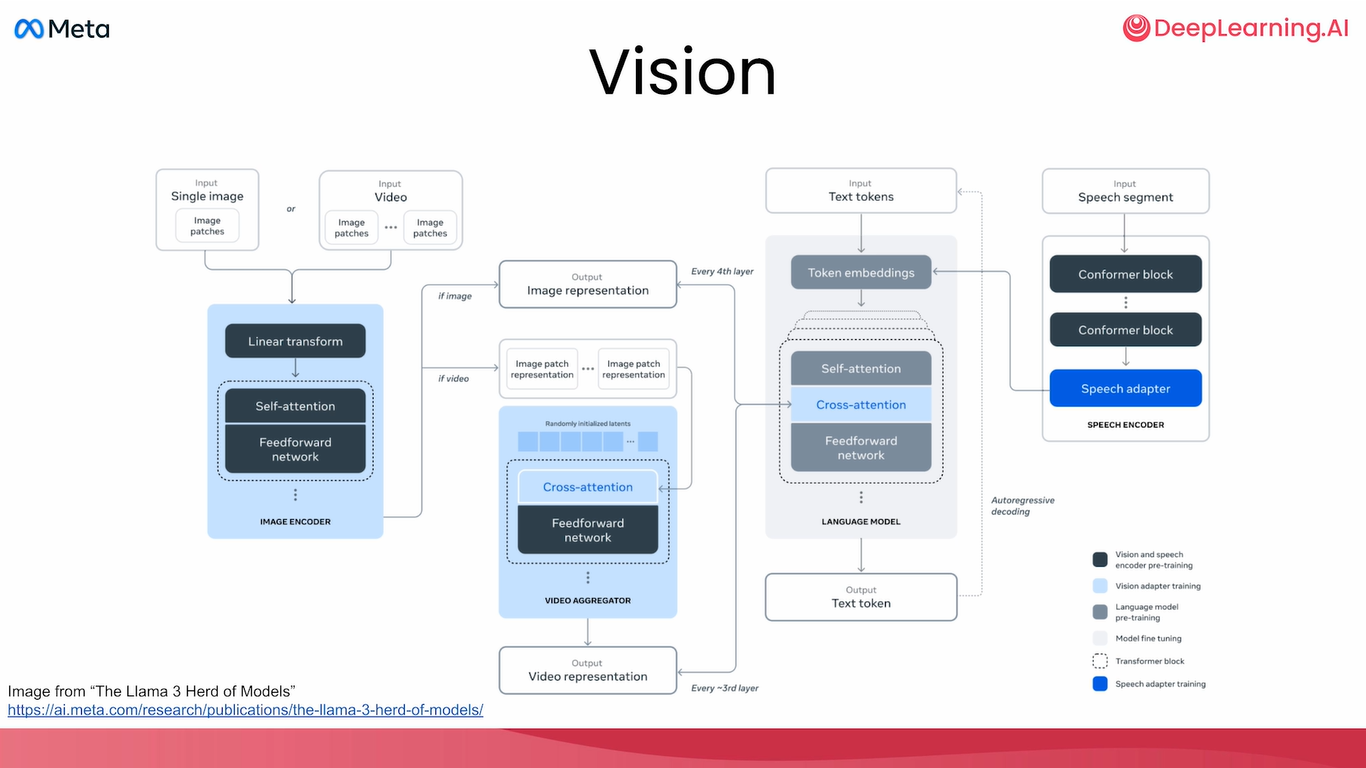 Meta
DeepLearning.AI
Vision
Input
Single image
Image
patches
or
Input
Video
Image
patches
...
Image
patches
Linear transform
Self-attention
Feedforward
network
IMAGE ENCODER
if image
if video
Output
Image representation
Image patch
representation
...
Image patch
representation
Randomly initialized latents
...
Cross-attention
Feedforward
network
VIDEO AGGREGATOR
Output
Video representation
Every 4th layer
Every ~3rd layer
Input
Text tokens
Token embeddings
Self-attention
Cross-attention
Feedforward
network
LANGUAGE MODEL
Output
Text token
Autoregressive
decoding
Input
Speech segment
Conformer block
Conformer block
Speech adapter
SPEECH ENCODER
Vision and speech
encoder pre-training
Vision adapter training
Language model
pre-training
Model fine tuning
Transformer block
Speech adapter training
Image from “The Llama 3 Herd of Models”
https://ai.meta.com/research/publications/the-llama-3-herd-of-models/